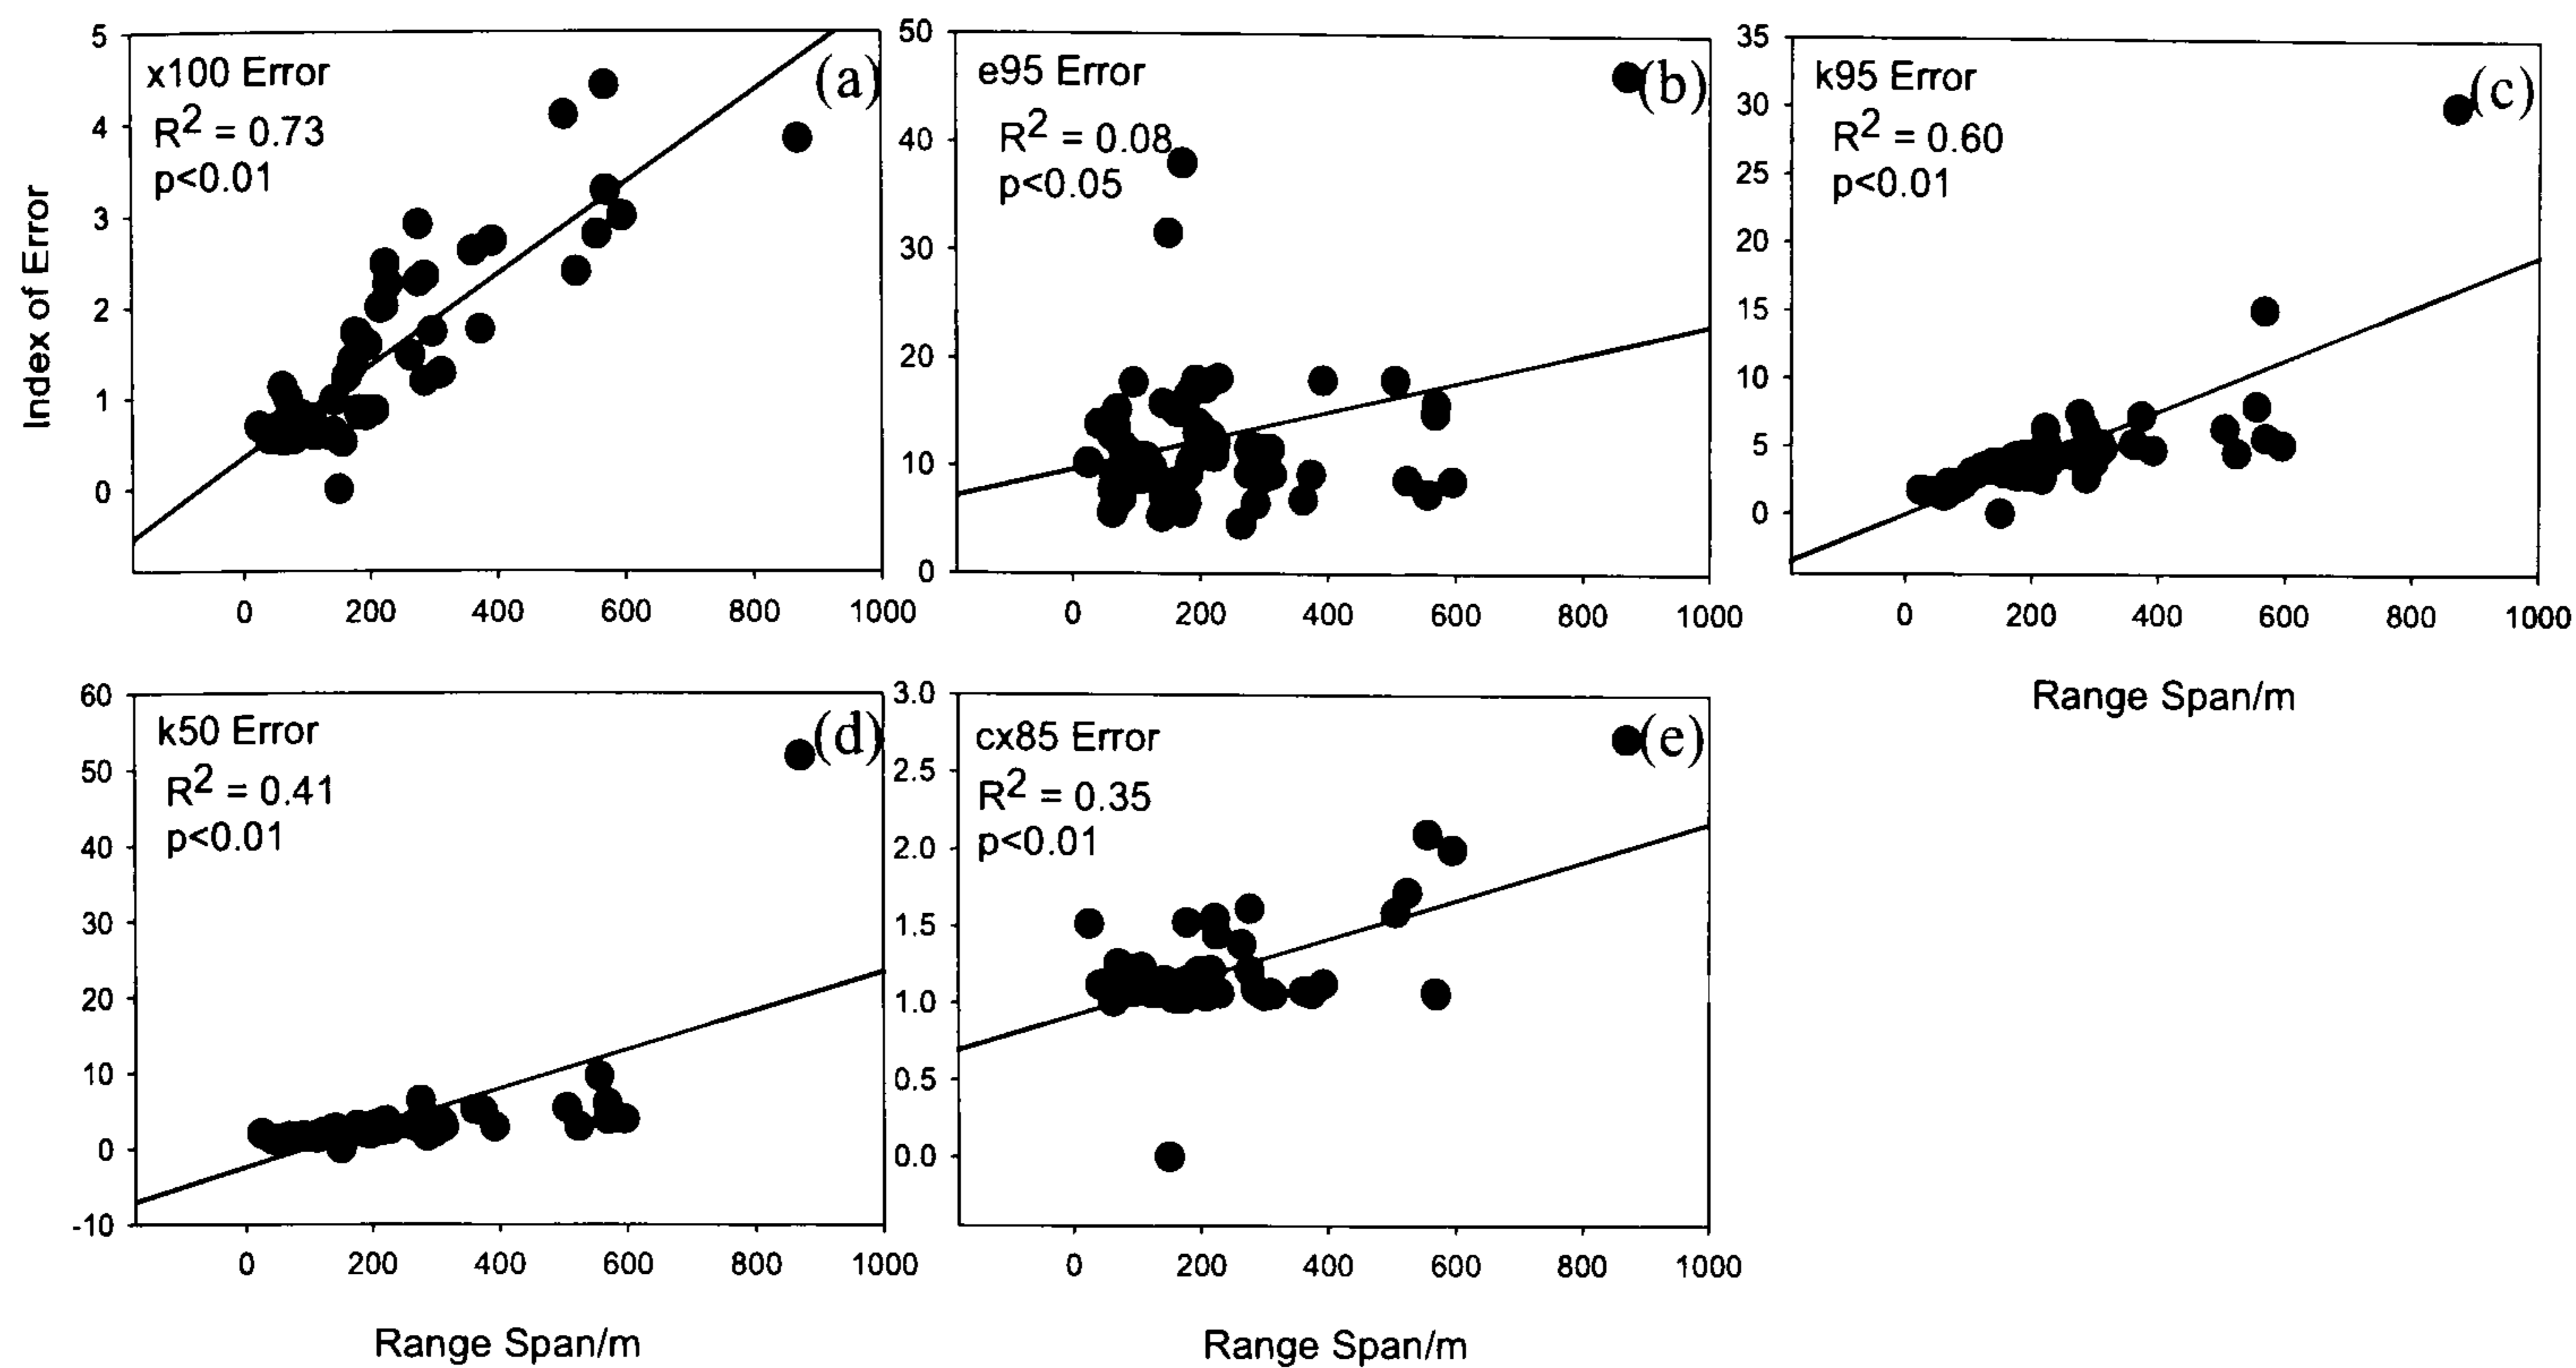 x100 Error
R2 = 0.73
p<0.01
(a)
Index of Error
5
4
3
2
1
0
0 200 400 600 800 1000
e95 Error
R2 = 0.08
p<0.05
(b)
50
40
30
20
10
0
0 200 400 600 800 1000
k95 Error
R2 = 0.60
p<0.01
(c)
35
30
25
20
15
10
5
0
0 200 400 600 800 1000
Range Span/m
k50 Error
R2 = 0.41
p<0.01
(d)
60
50
40
30
20
10
0
-10
0 200 400 600 800 1000
Range Span/m
cx85 Error
R2 = 0.35
p<0.01
(e)
3.0
2.5
2.0
1.5
1.0
0.5
0.0
0 200 400 600 800 1000
Range Span/m